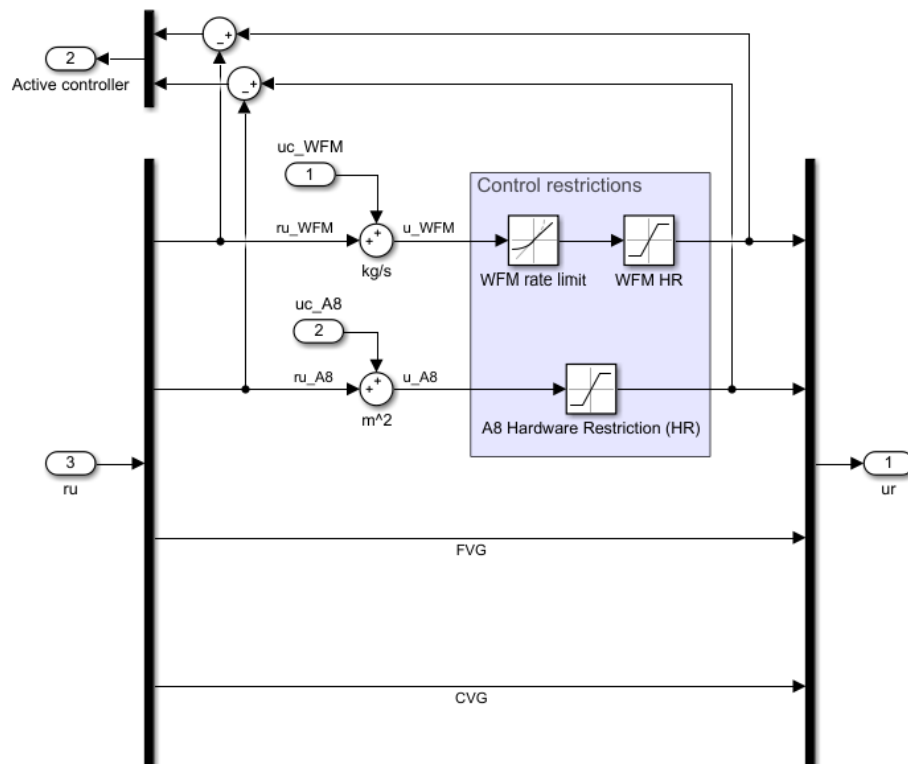 2
Active controller
uc_WFM
1
Control restrictions
ru_WFM
u_WFM
kg/s
WFM rate limit
WFM HR
uc_A8
2
ru_A8
u_A8
m^2
A8 Hardware Restriction (HR)
3
ru
1
ur
FVG
CVG